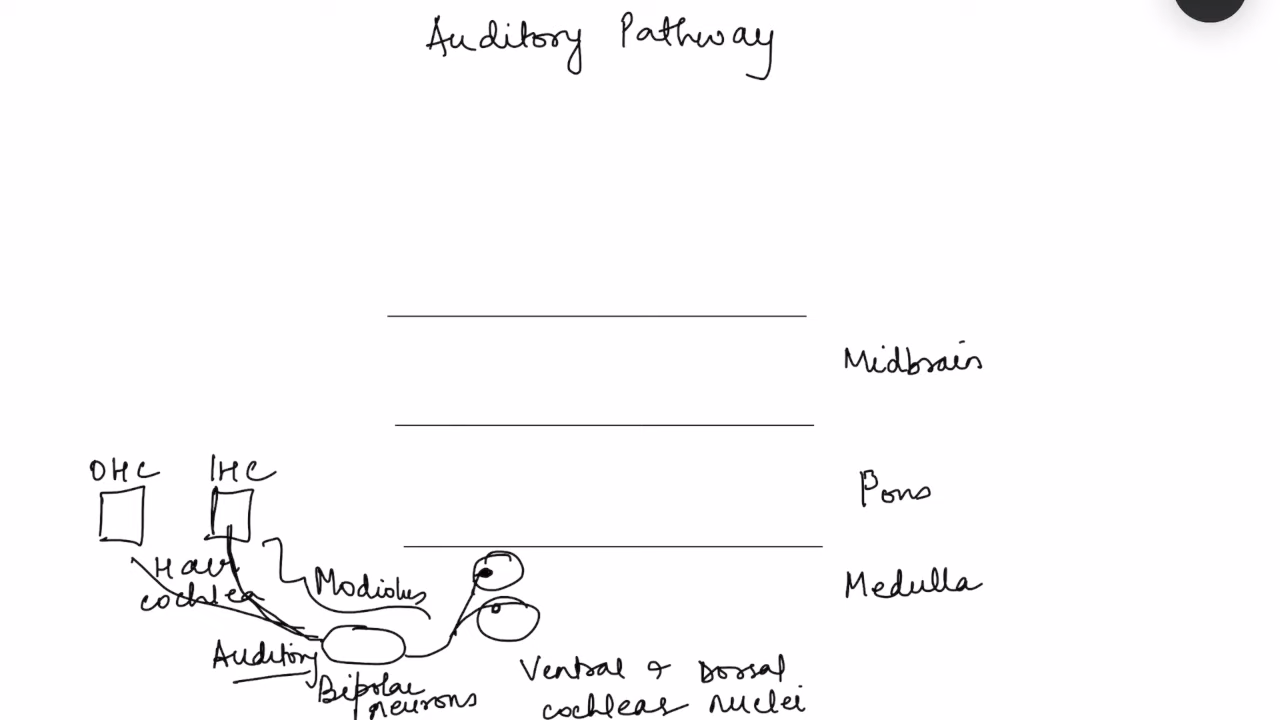 Auditory Pathway
Midbrain
Pons
Medulla
OHC IHC
Hair
cochlea
Modiolus
Auditory
Bipolar
neurons
Ventral & Dorsal
cochlear nuclei